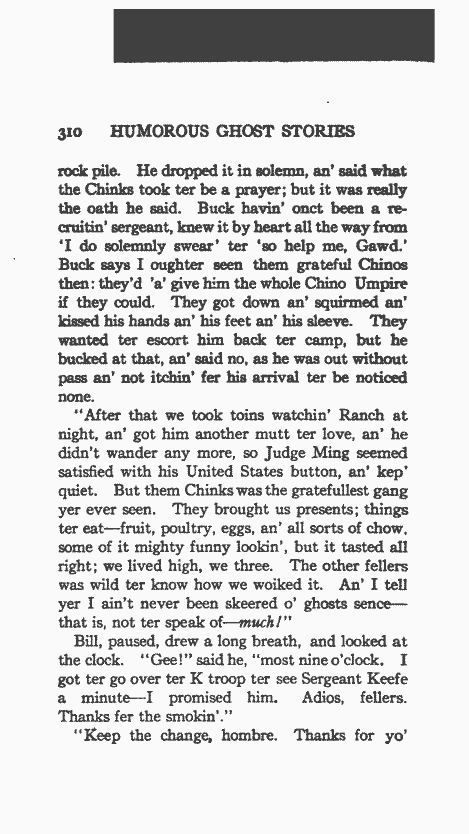 310 HUMOROUS GHOST STORIES
rock pile. He dropped it in solemn, an' said what
the Chinks took ter be a prayer; but it was really
the oath he said. Buck havin' onct been a re-
cruitin' sergeant, knew it by heart all the way from
'I do solemnly swear' ter 'so help me, Gawd.'
Buck says I oughter seen them grateful Chinos
then: they'd 'a' give him the whole Chino Umpire
if they could. They got down an' squirmed an'
kissed his hands an' his feet an' his sleeve. They
wanted ter escort him back ter camp, but he
bucked at that, an' said no, as he was out without
pass an' not itchin' fer his arrival ter be noticed
none.
"After that we took toins watchin' Ranch at
night, an' got him another mutt ter love, an' he
didn't wander any more, so Judge Ming seemed
satisfied with his United States button, an' kep'
quiet. But them Chinks was the gratefullest gang
yer ever seen. They brought us presents; things
ter eat—fruit, poultry, eggs, an' all sorts of chow,
some of it mighty funny lookin', but it tasted all
right; we lived high, we three. The other fellers
was wild ter know how we woiked it. An' I tell
yer I ain't never been skeered o' ghosts sence—
that is, not ter speak of—much!"
Bill, paused, drew a long breath, and looked at
the clock. "Gee!" said he, "most nine o'clock. I
got ter go over ter K troop ter see Sergeant Keefe
a minute—I promised him. Adios, fellers.
Thanks fer the smokin'."
"Keep the change, hombre. Thanks for yo'